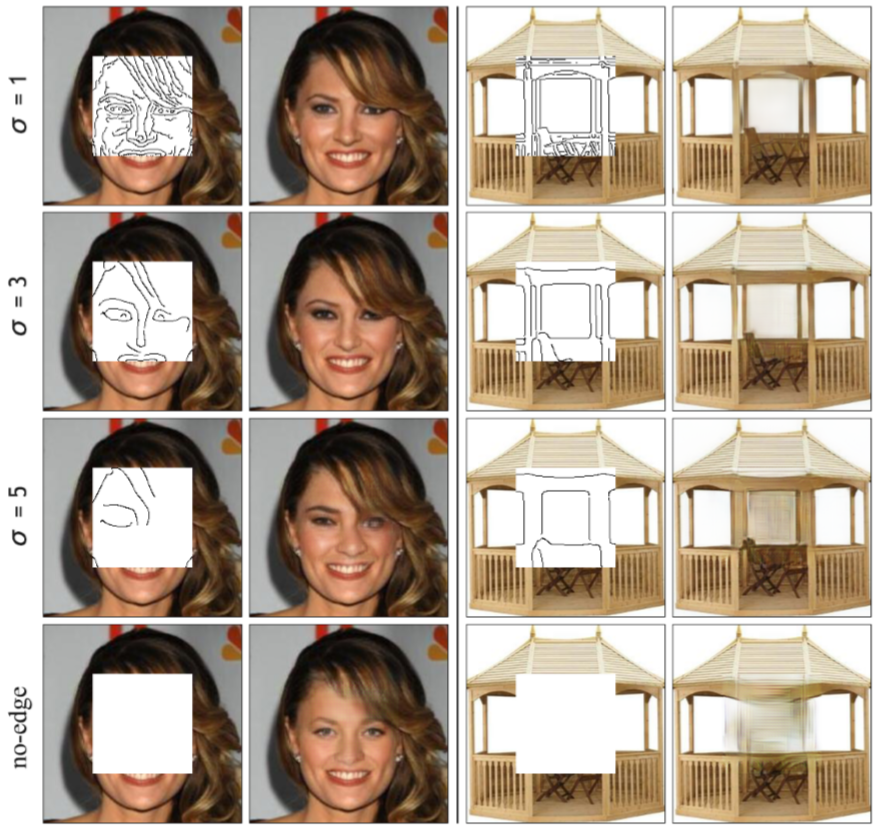 σ = 1
σ = 3
σ = 5
no-edge